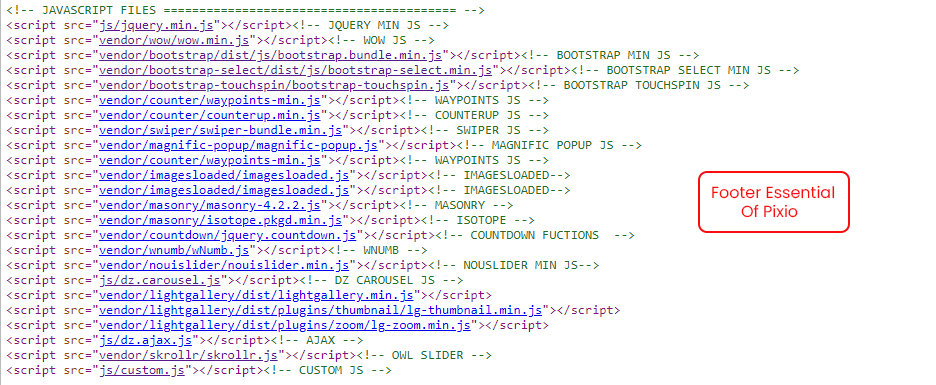 <!-- JAVASCRIPT FILES ========================================= -->
<script src="js/jquery.min.js"></script><!-- JQUERY MIN JS -->
<script src="vendor/wow/wow.min.js"></script><!-- WOW JS -->
<script src="vendor/bootstrap/dist/js/bootstrap.bundle.min.js"></script><!-- BOOTSTRAP MIN JS -->
<script src="vendor/bootstrap-select/dist/js/bootstrap-select.min.js"></script><!-- BOOTSTRAP SELECT MIN JS -->
<script src="vendor/bootstrap-touchspin/bootstrap-touchspin.js"></script><!-- BOOTSTRAP TOUCHSPIN JS -->
<script src="vendor/counter/waypoints-min.js"></script><!-- WAYPOINTS JS -->
<script src="vendor/counter/counterup.min.js"></script><!-- COUNTERUP JS -->
<script src="vendor/swiper/swiper-bundle.min.js"></script><!-- SWIPER JS -->
<script src="vendor/magnific-popup/magnific-popup.js"></script><!-- MAGNIFIC POPUP JS -->
<script src="vendor/counter/waypoints-min.js"></script><!-- WAYPOINTS JS -->
<script src="vendor/imagesloaded/imagesloaded.js"></script><!-- IMAGESLOADED-->
<script src="vendor/imagesloaded/imagesloaded.js"></script><!-- IMAGESLOADED-->
<script src="vendor/masonry/masonry-4.2.2.js"></script><!-- MASONRY -->
<script src="vendor/masonry/isotope.pkgd.min.js"></script><!-- ISOTOPE -->
<script src="vendor/countdown/jquery.countdown.js"></script><!-- COUNTDOWN FUCTIONS  -->
<script src="vendor/wnumb/wNumb.js"></script><!-- WNUMB -->
<script src="vendor/nouislider/nouislider.min.js"></script><!-- NOUSLIDER MIN JS-->
<script src="js/dz.carousel.js"></script><!-- DZ CAROUSEL JS -->
<script src="vendor/lightgallery/dist/lightgallery.min.js"></script>
<script src="vendor/lightgallery/dist/plugins/thumbnail/lg-thumbnail.min.js"></script>
<script src="vendor/lightgallery/dist/plugins/zoom/lg-zoom.min.js"></script>
<script src="js/dz.ajax.js"></script><!-- AJAX -->
<script src="vendor/skrollr/skrollr.js"></script><!-- OWL SLIDER -->
<script src="js/custom.js"></script><!-- CUSTOM JS -->
Footer Essential
Of Pixio